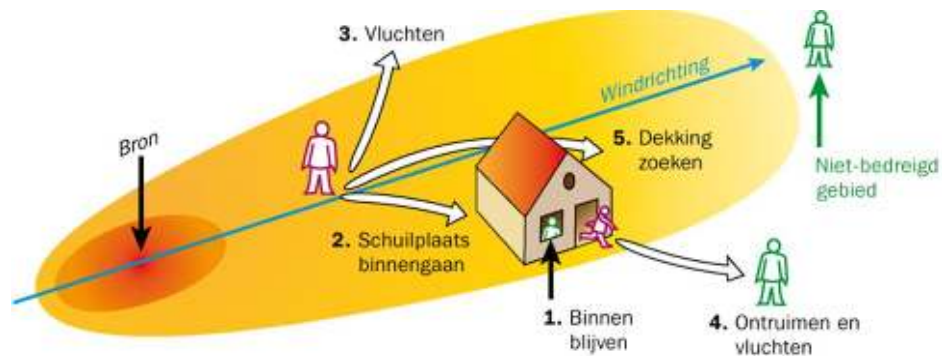 3. Vluchten
Windrichting
Bron
5. Dekking
zoeken
Niet-bedreigd
gebied
2. Schuilplaats
binnengaan
1. Binnen
blijven
4. Ontruimen en
vluchten